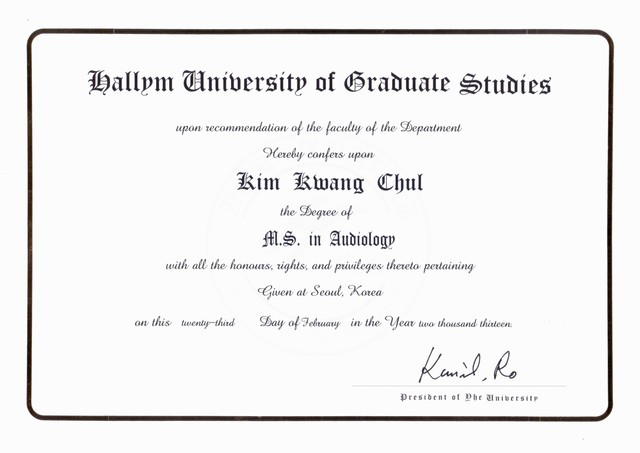 Hallym University of Graduate Studies
upon recommendation of the faculty of the Department
Hereby confers upon
Kim Kwang Chul
the Degree of
M.S. in Audiology
with all the honours, rights, and privileges thereto pertaining
Given at Seoul, Korea
on this twenty-third Day of February in the Year two thousand thirteen.
President of The University